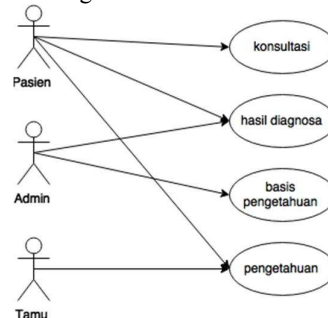 Pasien
konsultasi
hasil diagnosa
Admin
basis
pengetahuan
pengetahuan
Tamu